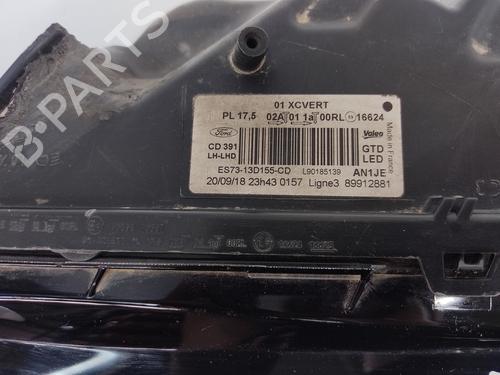 01 XCVERT
PL 17,5 02A 01 1a 00RL 16624
Ford Valeo
CD 391 GTD
LH-LHD LED
ES73-13D155-CD L90185139 AN1JE
20/09/18 23h43 0157 Ligne3 89912881
Made in France
B-PARTS